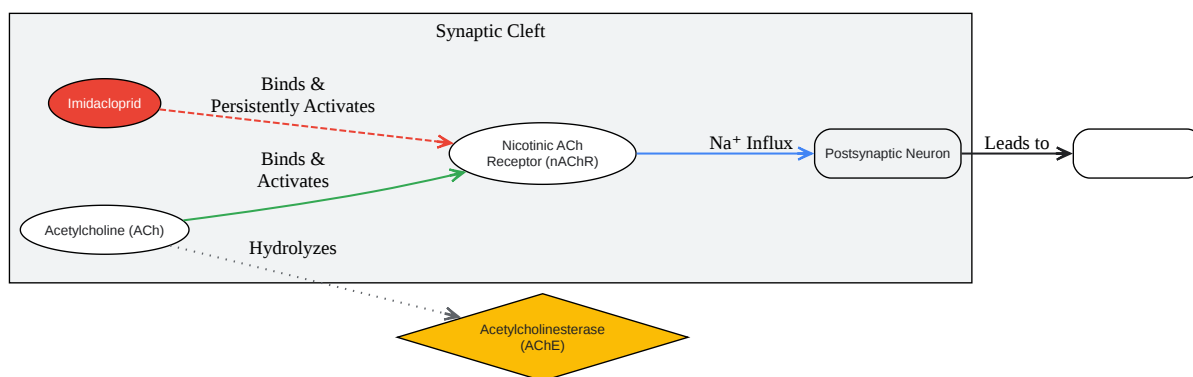 Synaptic Cleft
Imidacloprid
Binds &
Persistently Activates
Binds &
Activates
Acetylcholine (ACh)
Hydrolyzes
Nicotinic ACh
Receptor (nAChR)
Na⁺ Influx
Postsynaptic Neuron
Leads to
Acetylcholinesterase
(AChE)